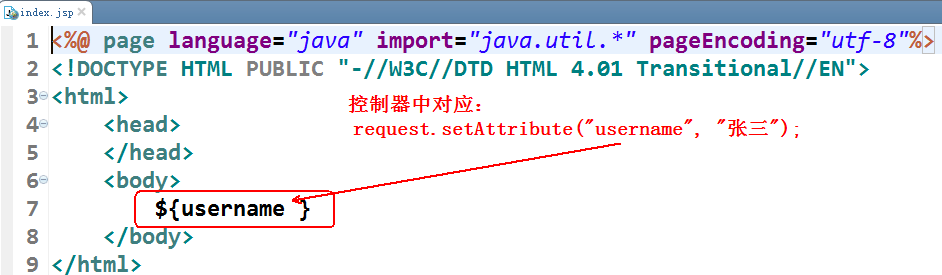 index.jsp
1 <%@ page language="java" import="java.util.*" pageEncoding="utf-8"%>
2 <!DOCTYPE HTML PUBLIC "-//W3C//DTD HTML 4.01 Transitional//EN">
3 <html>
控制器中对应:
4 <head>
request.setAttribute("username", "张三");
5 </head>
6 <body>
7 ${username }
8 </body>
9 </html>